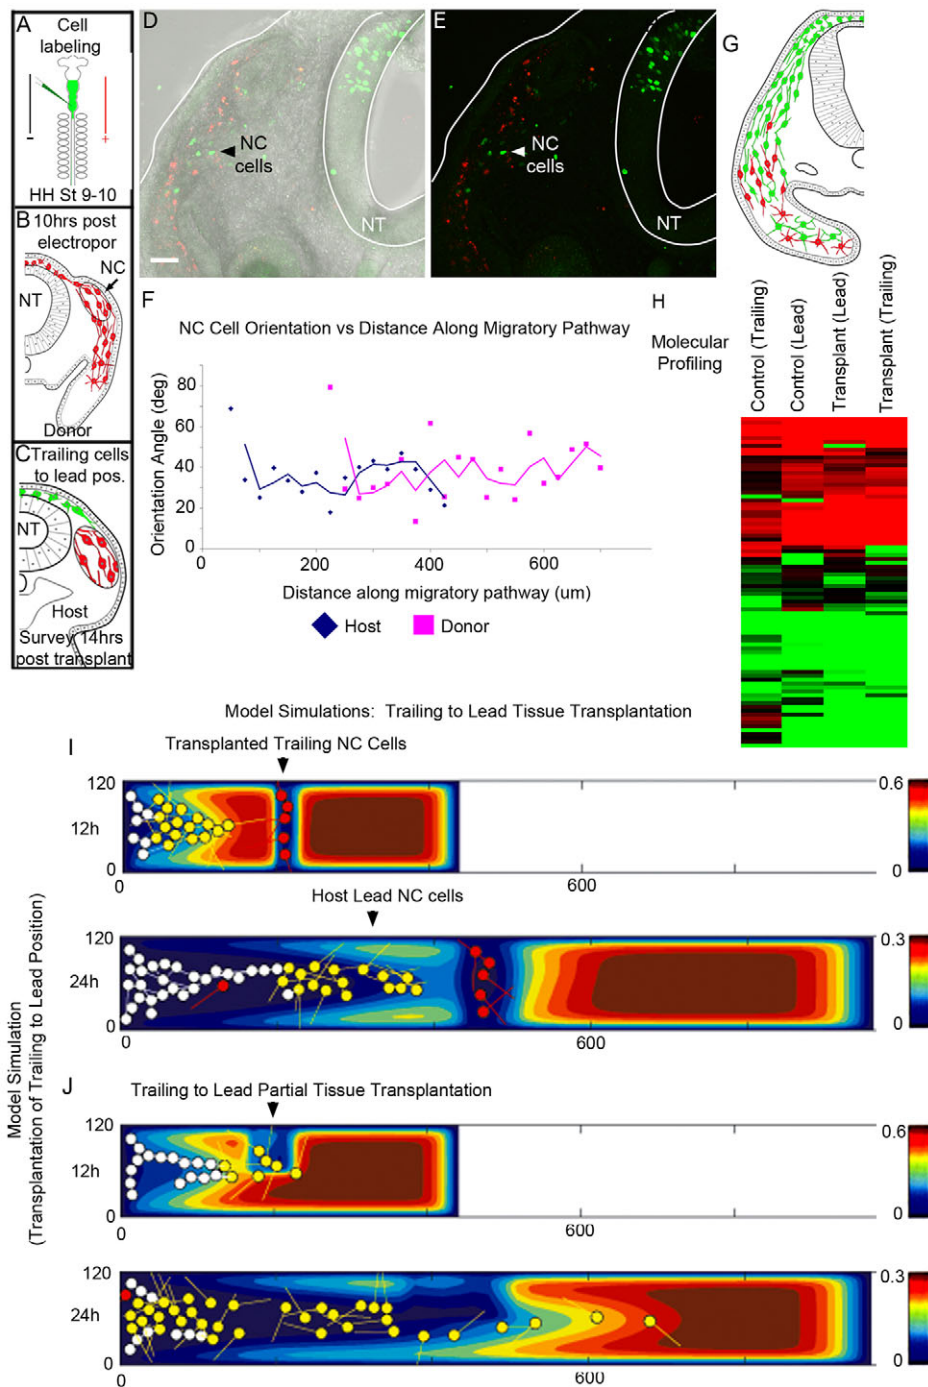 A
Cell
labeling
-
+
HH St 9-10
B
10hrs post
electropor
NC
NT
Donor
C
Trailing cells
to lead pos.
NT
Host
Survey 14hrs
post transplant
D
NC
cells
NT
E
NC
cells
NT
G
F
NC Cell Orientation vs Distance Along Migratory Pathway
Orientation Angle (deg)
80
60
40
20
0
0
200
400
600
Distance along migratory pathway (um)
Host
Donor
H
Molecular
Profiling
Control (Trailing)
Control (Lead)
Transplant (Lead)
Transplant (Trailing)
Model Simulations: Trailing to Lead Tissue Transplantation
Model Simulation
(Transplantation of Trailing to Lead Position)
I
Transplanted Trailing NC Cells
120
12h
0
0
600
0.6
0
Host Lead NC cells
120
24h
0
0
600
0.3
0
J
Trailing to Lead Partial Tissue Transplantation
120
12h
0
0
600
0.6
0
120
24h
0
0
600
0.3
0